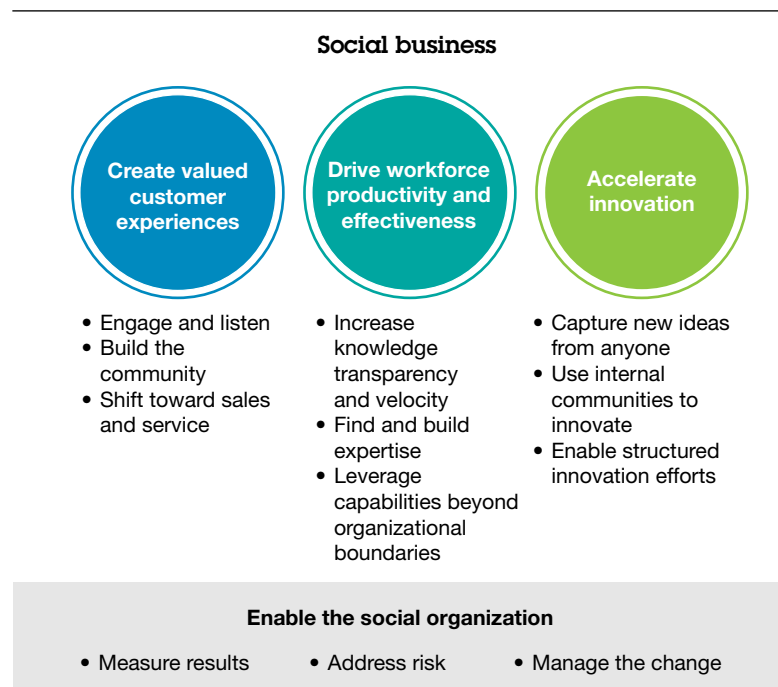 Social business
Create valued
customer
experiences
Drive workforce
productivity and
effectiveness
Accelerate
innovation
• Engage and listen
• Build the
community
• Shift toward sales
and service
• Increase
knowledge
transparency
and velocity
• Find and build
expertise
• Leverage
capabilities beyond
organizational
boundaries
• Capture new ideas
from anyone
• Use internal
communities to
innovate
• Enable structured
innovation efforts
Enable the social organization
• Measure results • Address risk • Manage the change